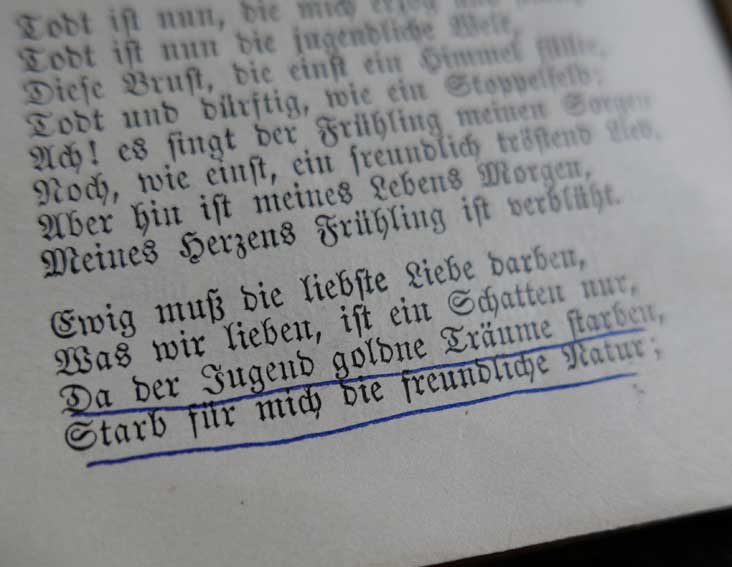 Todt ist nun, die mich erzog und
Todt ist nun die jugendliche Welt,
Diese Brust, die einst ein Himmel füllte,
Todt und dürftig, wie ein Stoppelfeld;
Ach! es singt der Frühling meinen Sorgen
Noch, wie einst, ein freundlich tröstend Lied,
Aber hin ist meines Lebens Morgen,
Meines Herzens Frühling ist verblüht.
Ewig muß die liebste Liebe darben,
Was wir lieben, ist ein Schatten nur,
Da der Jugend goldne Träume starben,
Starb für mich die freundliche Natur;